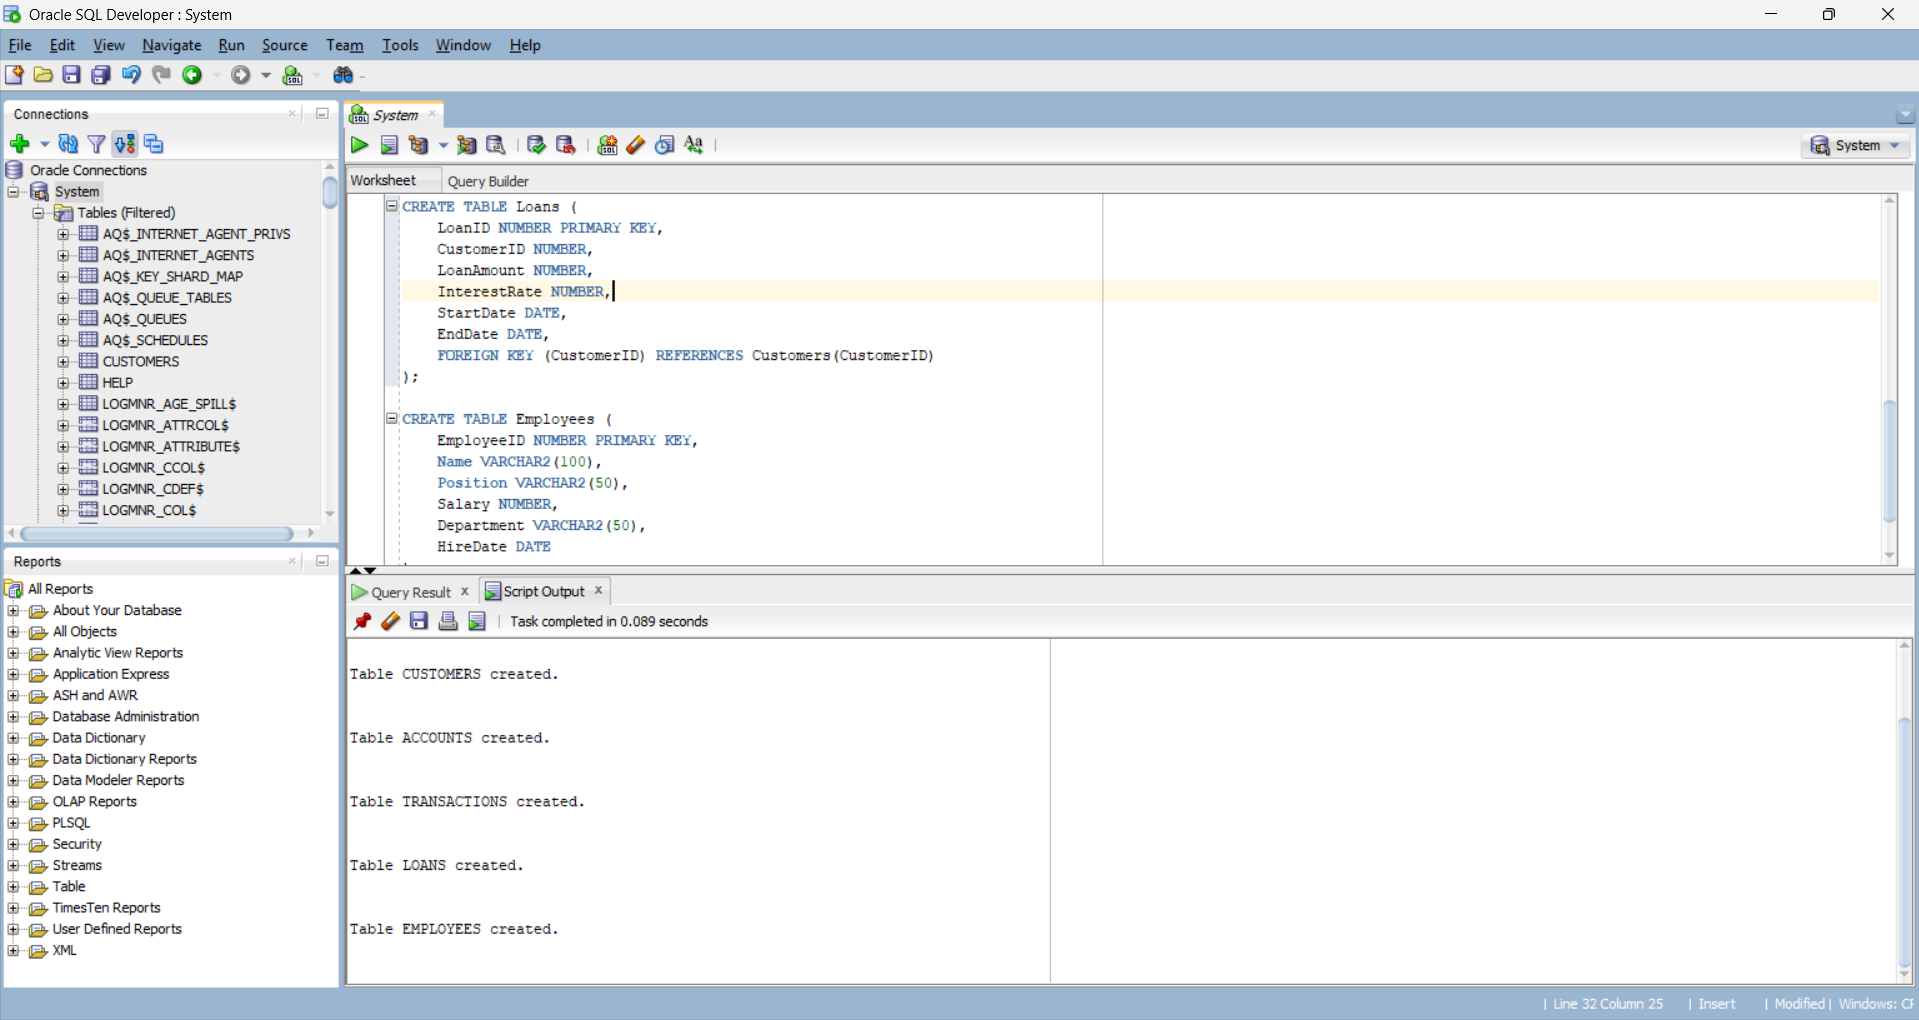 Oracle SQL Developer : System
File Edit View Navigate Run Source Team Tools Window Help
Connections
Oracle Connections
System
Tables (Filtered)
AQ$_INTERNET_AGENT_PRIVS
AQ$_INTERNET_AGENTS
AQ$_KEY_SHARD_MAP
AQ$_QUEUE_TABLES
AQ$_QUEUES
AQ$_SCHEDULES
CUSTOMERS
HELP
LOGMNR_AGE_SPILL$
LOGMNR_ATTRCOL$
LOGMNR_ATTRIBUTE$
LOGMNR_CCOL$
LOGMNR_CDEF$
LOGMNR_COL$
Reports
All Reports
About Your Database
All Objects
Analytic View Reports
Application Express
ASH and AWR
Database Administration
Data Dictionary
Data Dictionary Reports
Data Modeler Reports
OLAP Reports
PLSQL
Security
Streams
Table
TimesTen Reports
User Defined Reports
XML
System
System
Worksheet Query Builder
CREATE TABLE Loans (
LoanID NUMBER PRIMARY KEY,
CustomerID NUMBER,
LoanAmount NUMBER,
InterestRate NUMBER,
StartDate DATE,
EndDate DATE,
FOREIGN KEY (CustomerID) REFERENCES Customers(CustomerID)
);
CREATE TABLE Employees (
EmployeeID NUMBER PRIMARY KEY,
Name VARCHAR2(100),
Position VARCHAR2(50),
Salary NUMBER,
Department VARCHAR2(50),
HireDate DATE
Query Result Script Output
Task completed in 0.089 seconds
Table CUSTOMERS created.
Table ACCOUNTS created.
Table TRANSACTIONS created.
Table LOANS created.
Table EMPLOYEES created.
Line 32 Column 25 | Insert | Modified | Windows: